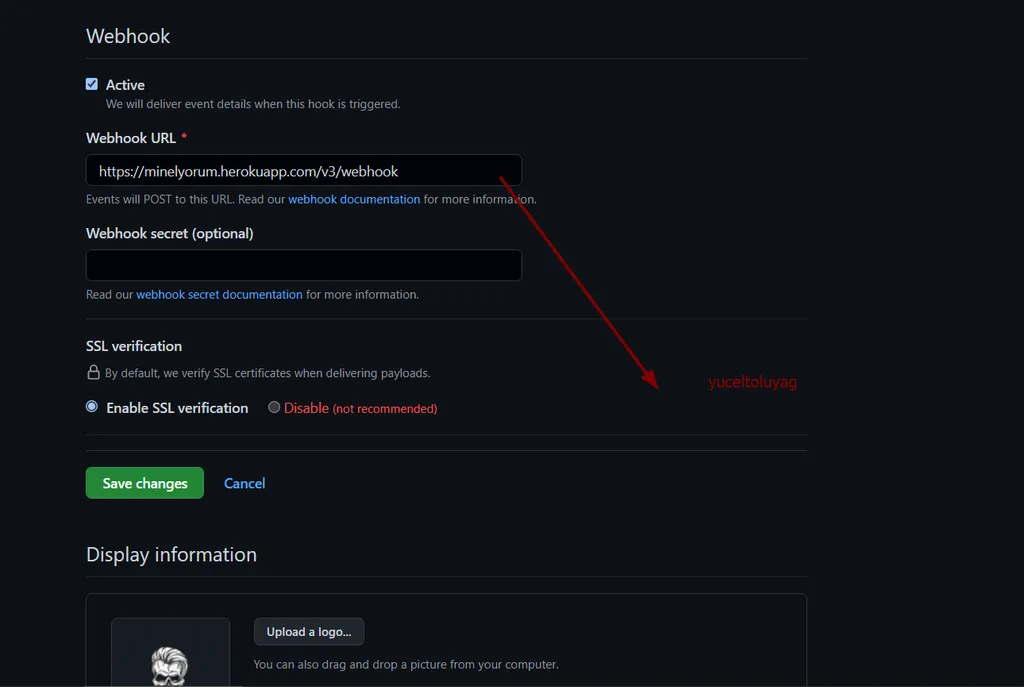 Webhook
Active
We will deliver event details when this hook is triggered.
Webhook URL *
https://minelyorum.herokuapp.com/v3/webhook
Events will POST to this URL. Read our webhook documentation for more information.
Webhook secret (optional)
Read our webhook secret documentation for more information.
SSL verification
By default, we verify SSL certificates when delivering payloads.
yuceltoluyag
Enable SSL verification Disable (not recommended)
Save changes Cancel
Display information
Upload a logo...
You can also drag and drop a picture from your computer.